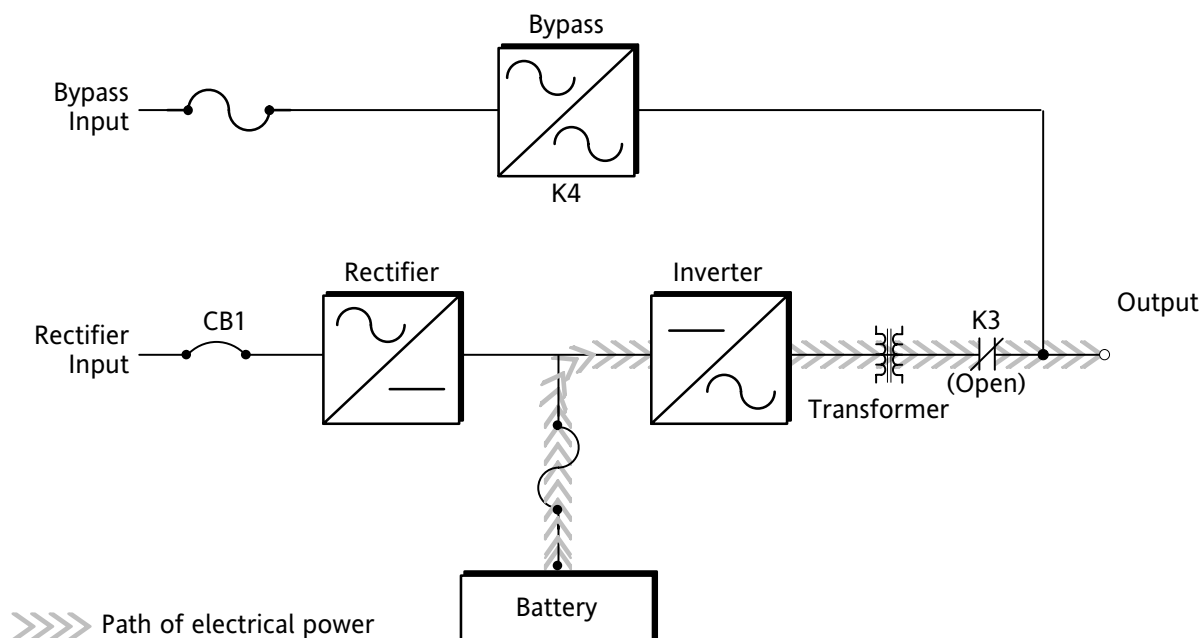 Bypass
Bypass
Input
K4
Rectifier
Inverter
Output
Rectifier
Input
CB1
K3
(Open)
Transformer
Battery
Path of electrical power